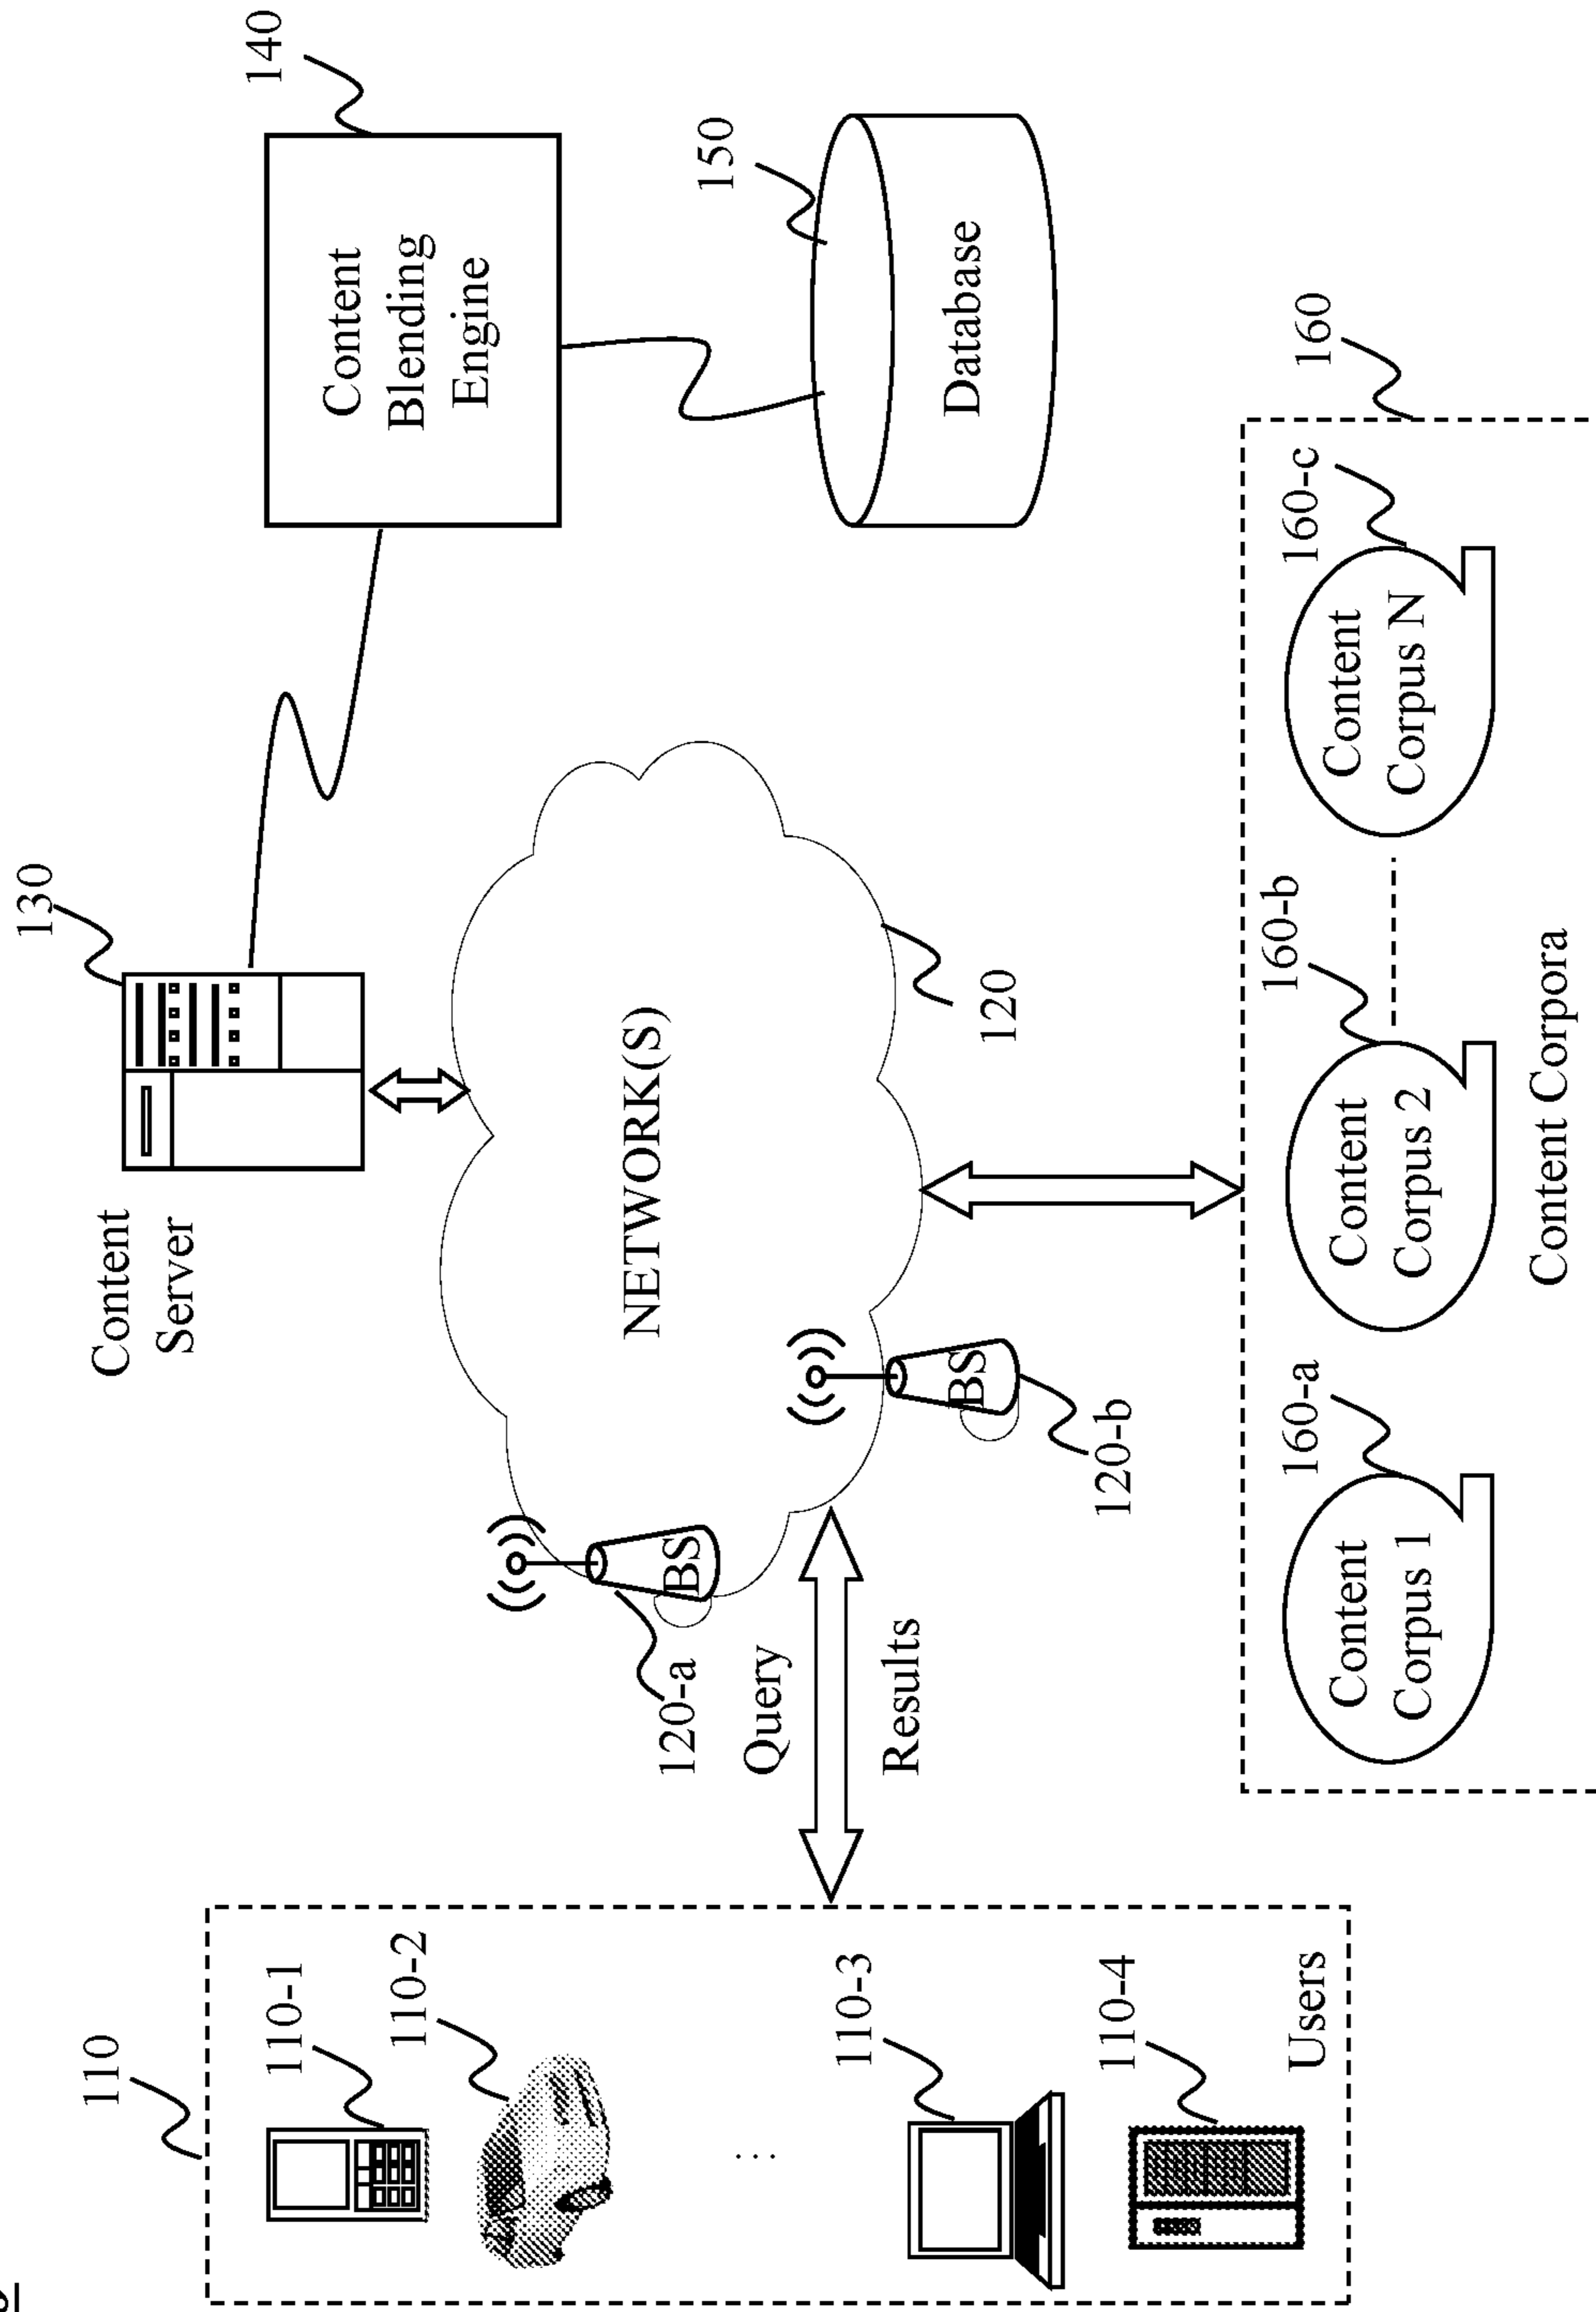 130
140
Content
Server
Content
Blending
Engine
150
Database
110
110-1
110-2
...
110-3
110-4
Users
120-a
BS
NETWORK(S)
120
BS
120-b
Query
Results
160
160-a
Content
Corpus 1
160-b
Content
Corpus 2
160-c
Content
Corpus N
Content Corpora